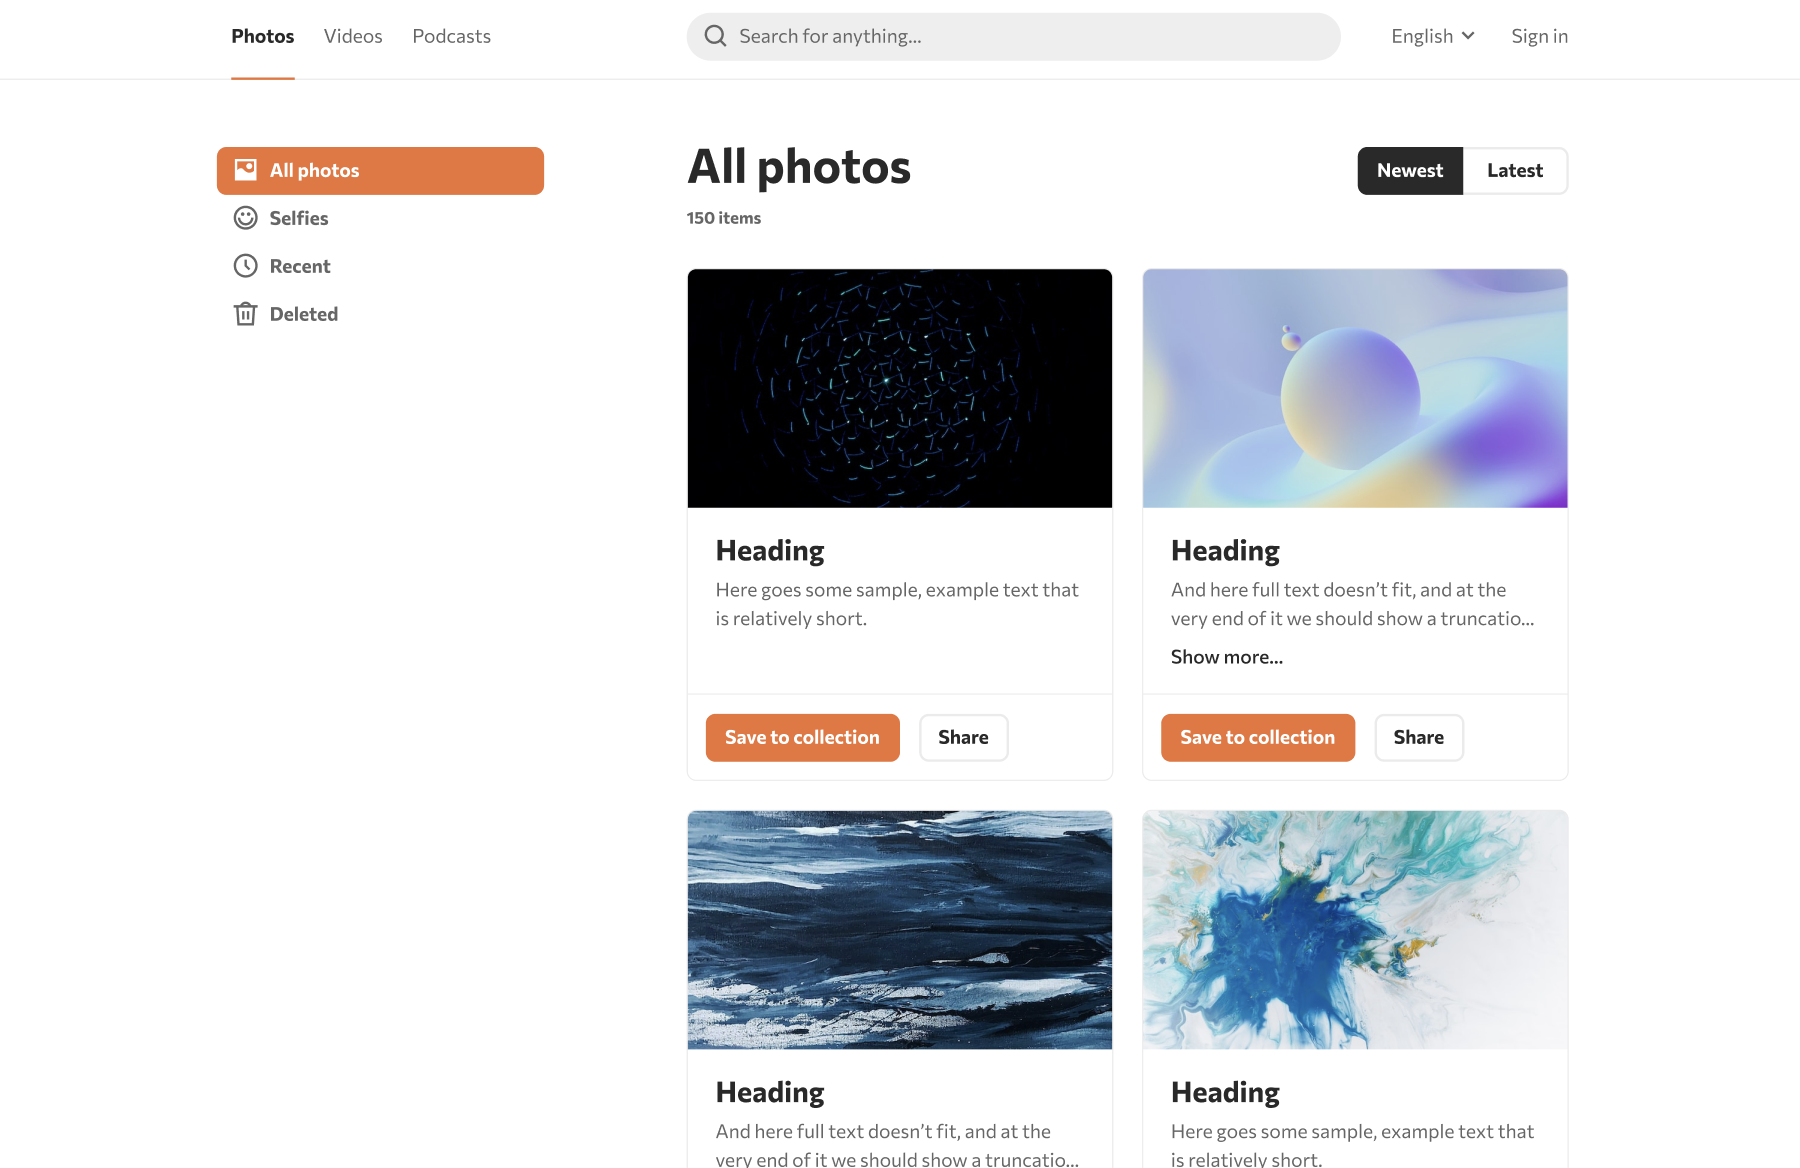 Photos Videos Podcasts Search for anything... English Sign in
All photos
Selfies
Recent
Deleted
All photos
150 items
Newest Latest
Heading
Here goes some sample, example text that
is relatively short.
Save to collection Share
Heading
And here full text doesn’t fit, and at the
very end of it we should show a truncatio...
Show more...
Save to collection Share
Heading
And here full text doesn’t fit, and at the
very end of it we should show a truncatio...
Heading
Here goes some sample, example text that
is relatively short.